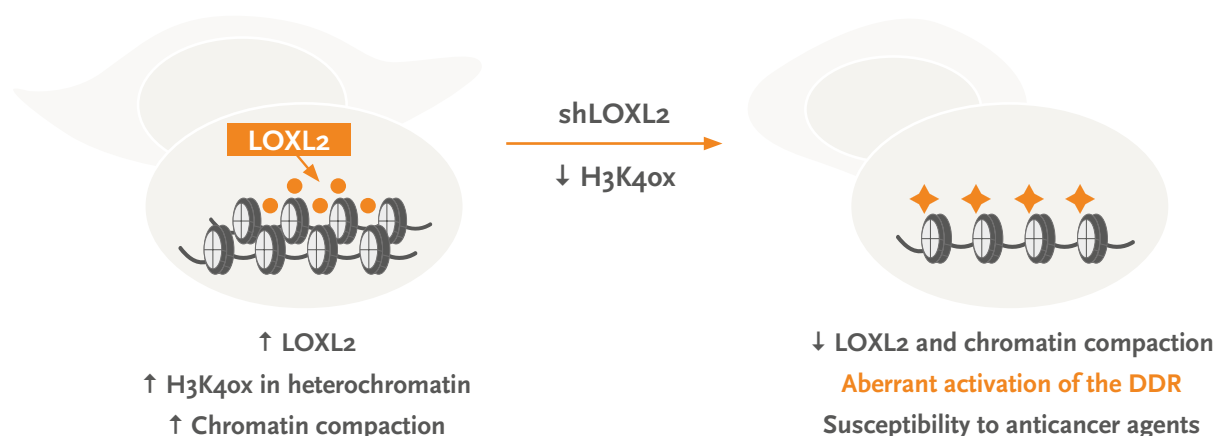 LOXL2
shLOXL2
↓ H3K4ox
↑ LOXL2
↑ H3K4ox in heterochromatin
↑ Chromatin compaction
↓ LOXL2 and chromatin compaction
Aberrant activation of the DDR
Susceptibility to anticancer agents